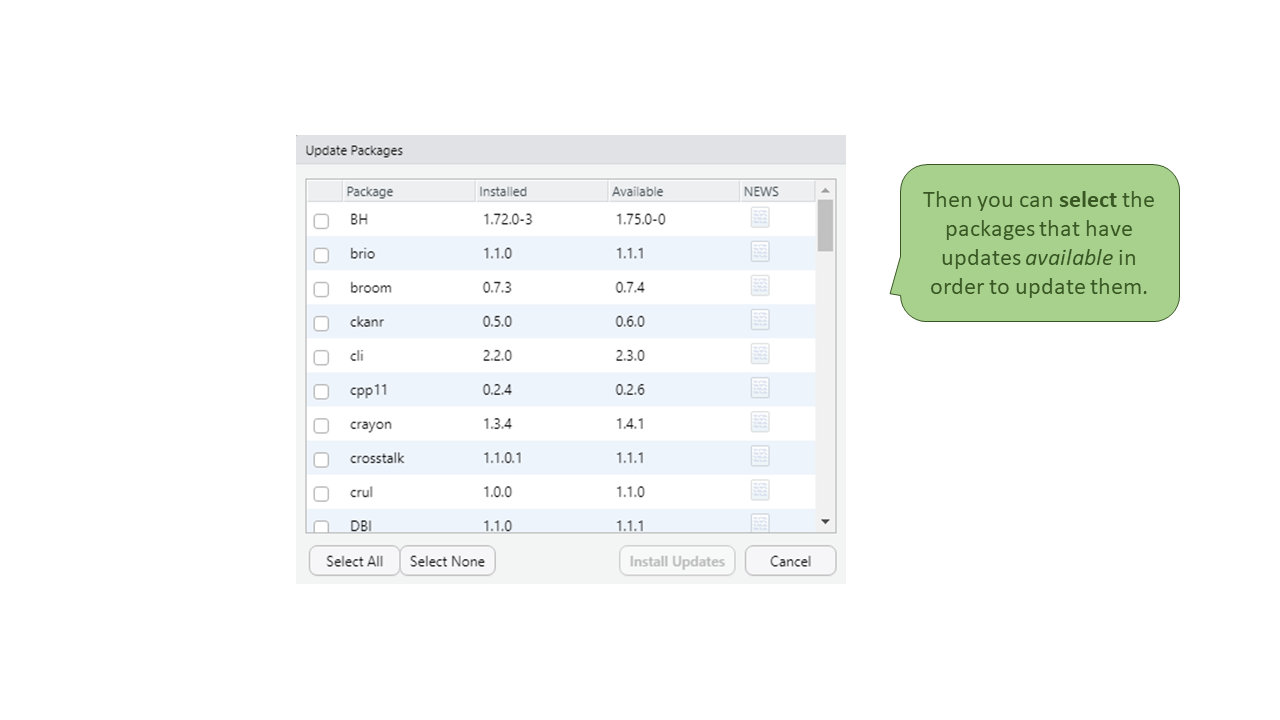 Update Packages
Package Installed Available NEWS
BH 1.72.0-3 1.75.0-0
brio 1.1.0 1.1.1
broom 0.7.3 0.7.4
ckanr 0.5.0 0.6.0
cli 2.2.0 2.3.0
cpp11 0.2.4 0.2.6
crayon 1.3.4 1.4.1
crosstalk 1.1.0.1 1.1.1
crul 1.0.0 1.1.0
DBI 1.1.0 1.1.1
Select All Select None Install Updates Cancel
Then you can select the
packages that have
updates available in
order to update them.